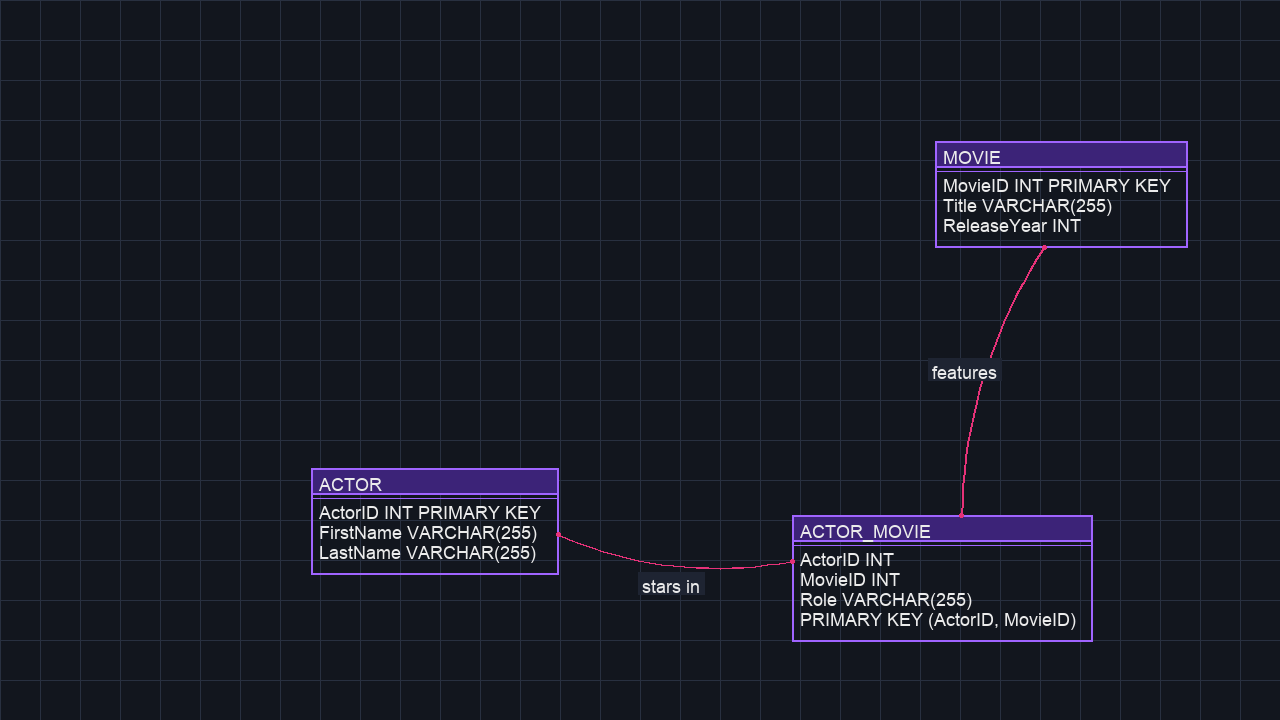 MOVIE
MovieID INT PRIMARY KEY
Title VARCHAR(255)
ReleaseYear INT
features
ACTOR
ActorID INT PRIMARY KEY
FirstName VARCHAR(255)
LastName VARCHAR(255)
stars in
ACTOR_MOVIE
ActorID INT
MovieID INT
Role VARCHAR(255)
PRIMARY KEY (ActorID, MovieID)